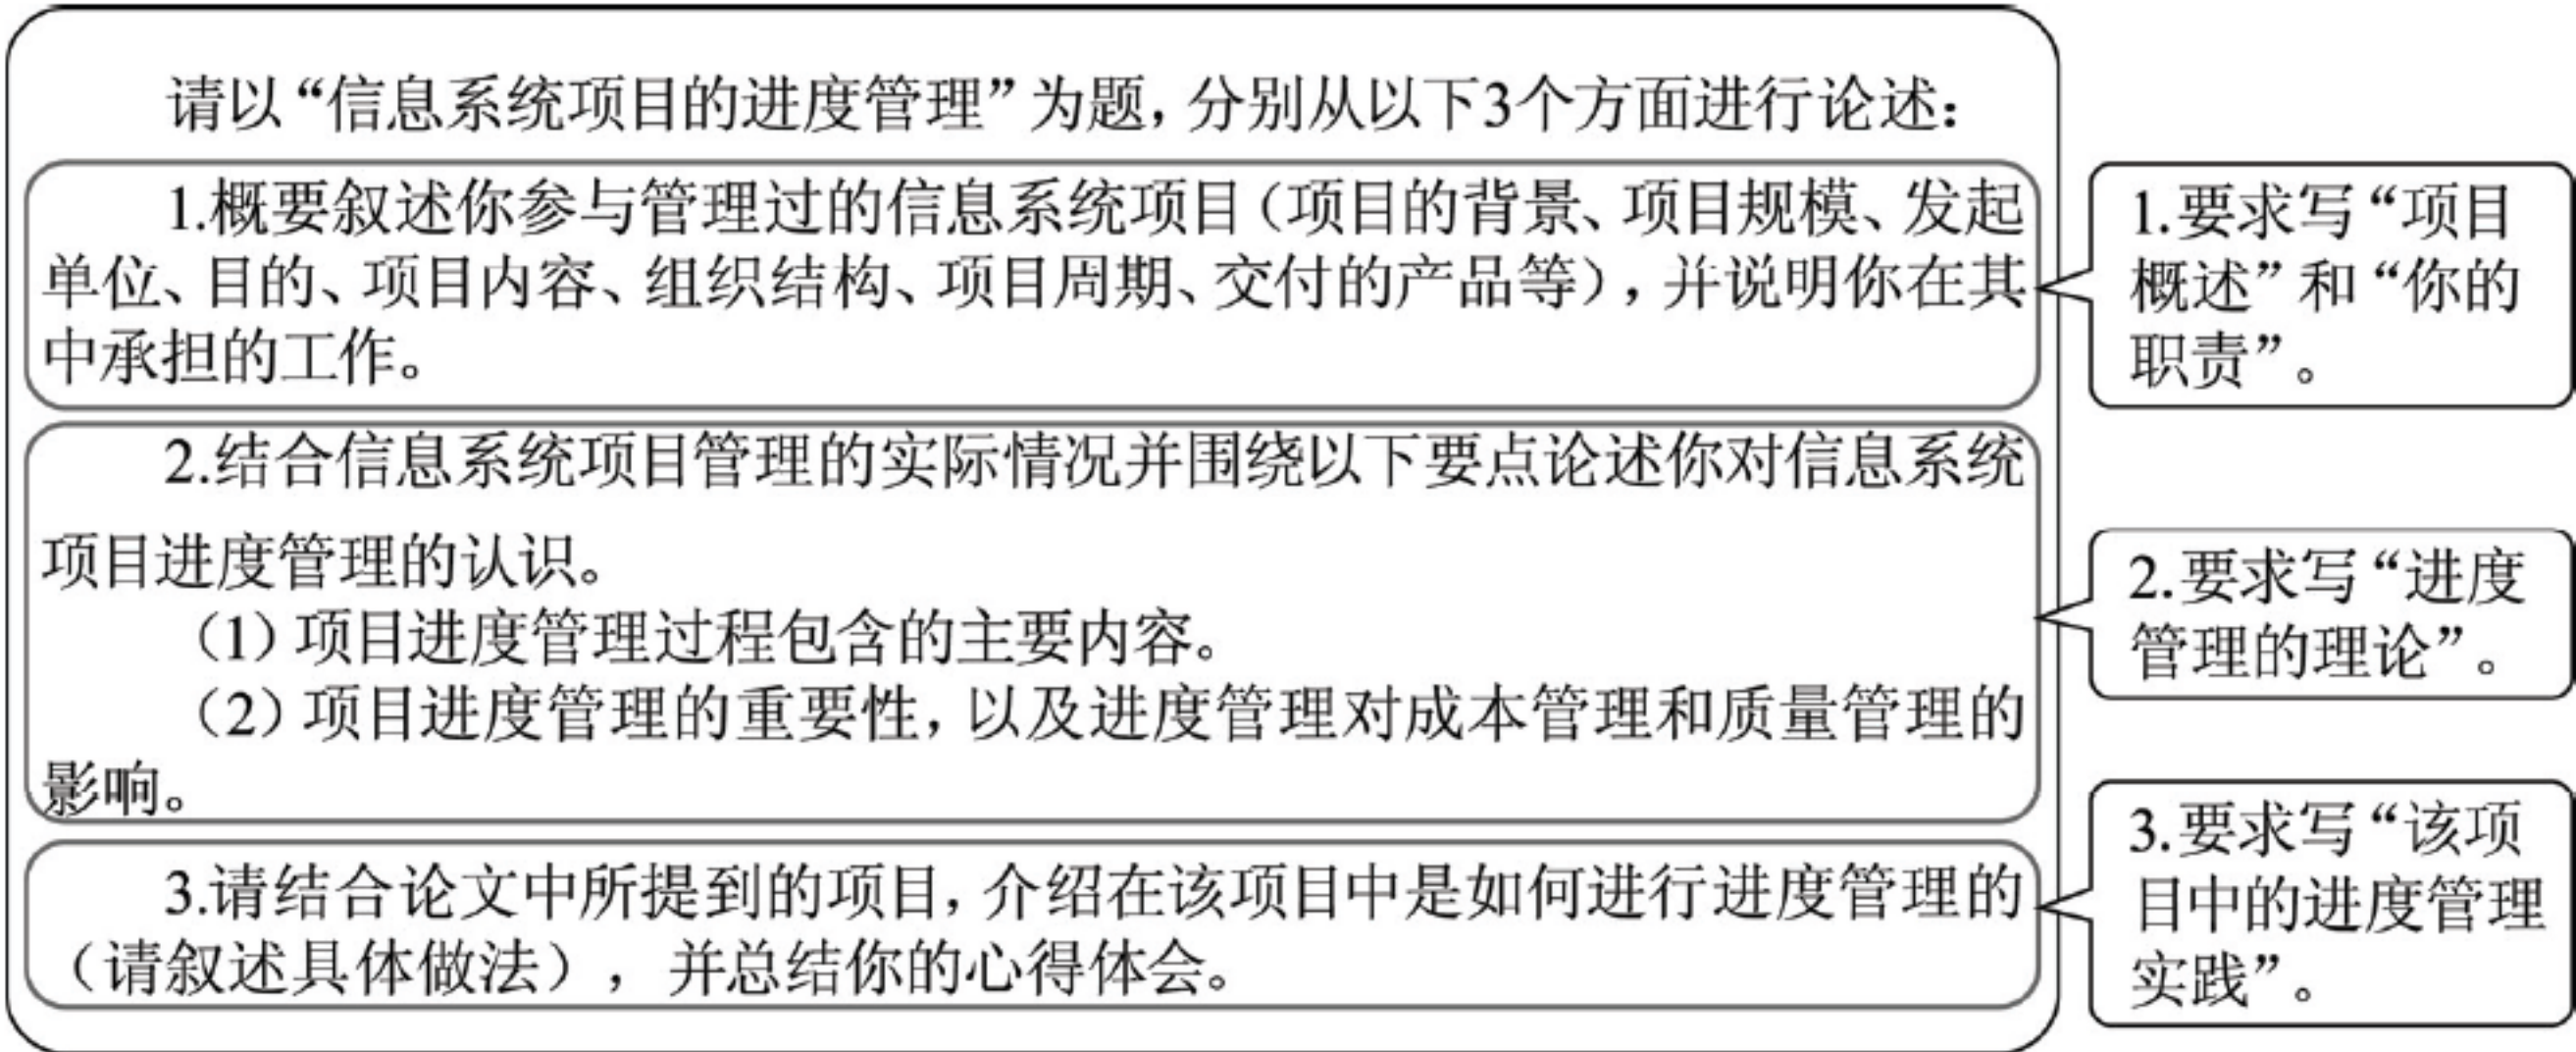 请以“信息系统项目的进度管理”为题，分别从以下3个方面进行论述：
1.概要叙述你参与管理过的信息系统项目（项目的背景、项目规模、发起
单位、目的、项目内容、组织结构、项目周期、交付的产品等），并说明你在其
中承担的工作。
1.要求写“项目
概述”和“你的
职责”。
2.结合信息系统项目管理的实际情况并围绕以下要点论述你对信息系统
项目进度管理的认识。
（1）项目进度管理过程包含的主要内容。
（2）项目进度管理的重要性，以及进度管理对成本管理和质量管理的
影响。
2.要求写“进度
管理的理论”。
3.请结合论文中所提到的项目，介绍在该项目中是如何进行进度管理的
（请叙述具体做法），并总结你的心得体会。
3.要求写“该项
目中的进度管理
实践”。